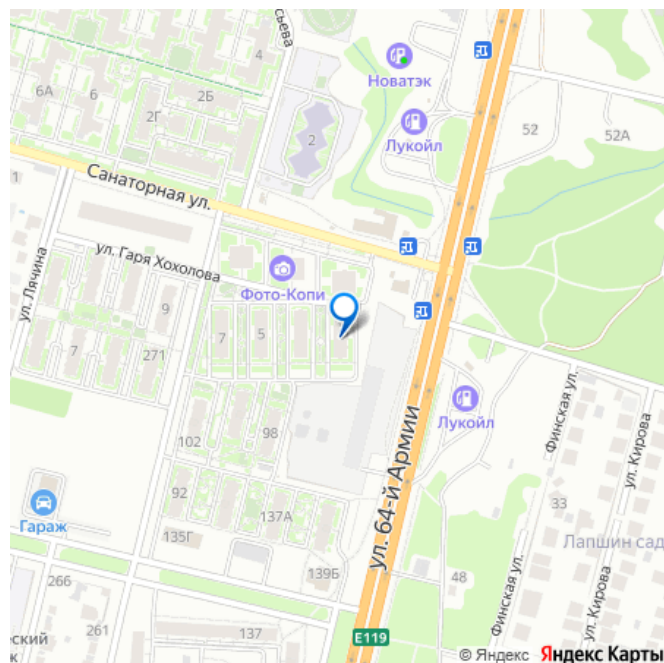 4
6А
6
2Б
2Г
2
Новатэк
Лукойл
52
52А
Санаторная ул.
1
ул. Лячина
ул. Гаря Хохолова
Фото-Копи
9
7
5
7
271
Лукойл
ул. 64-й Армии
Финская ул.
ул. Кирова
102
98
92
137А
Гараж
135Г
33
Лапшин сад
139Б
48
Финская ул.
ул. Кирова
266
261
137
E119
© Яндекс Яндекс Карты